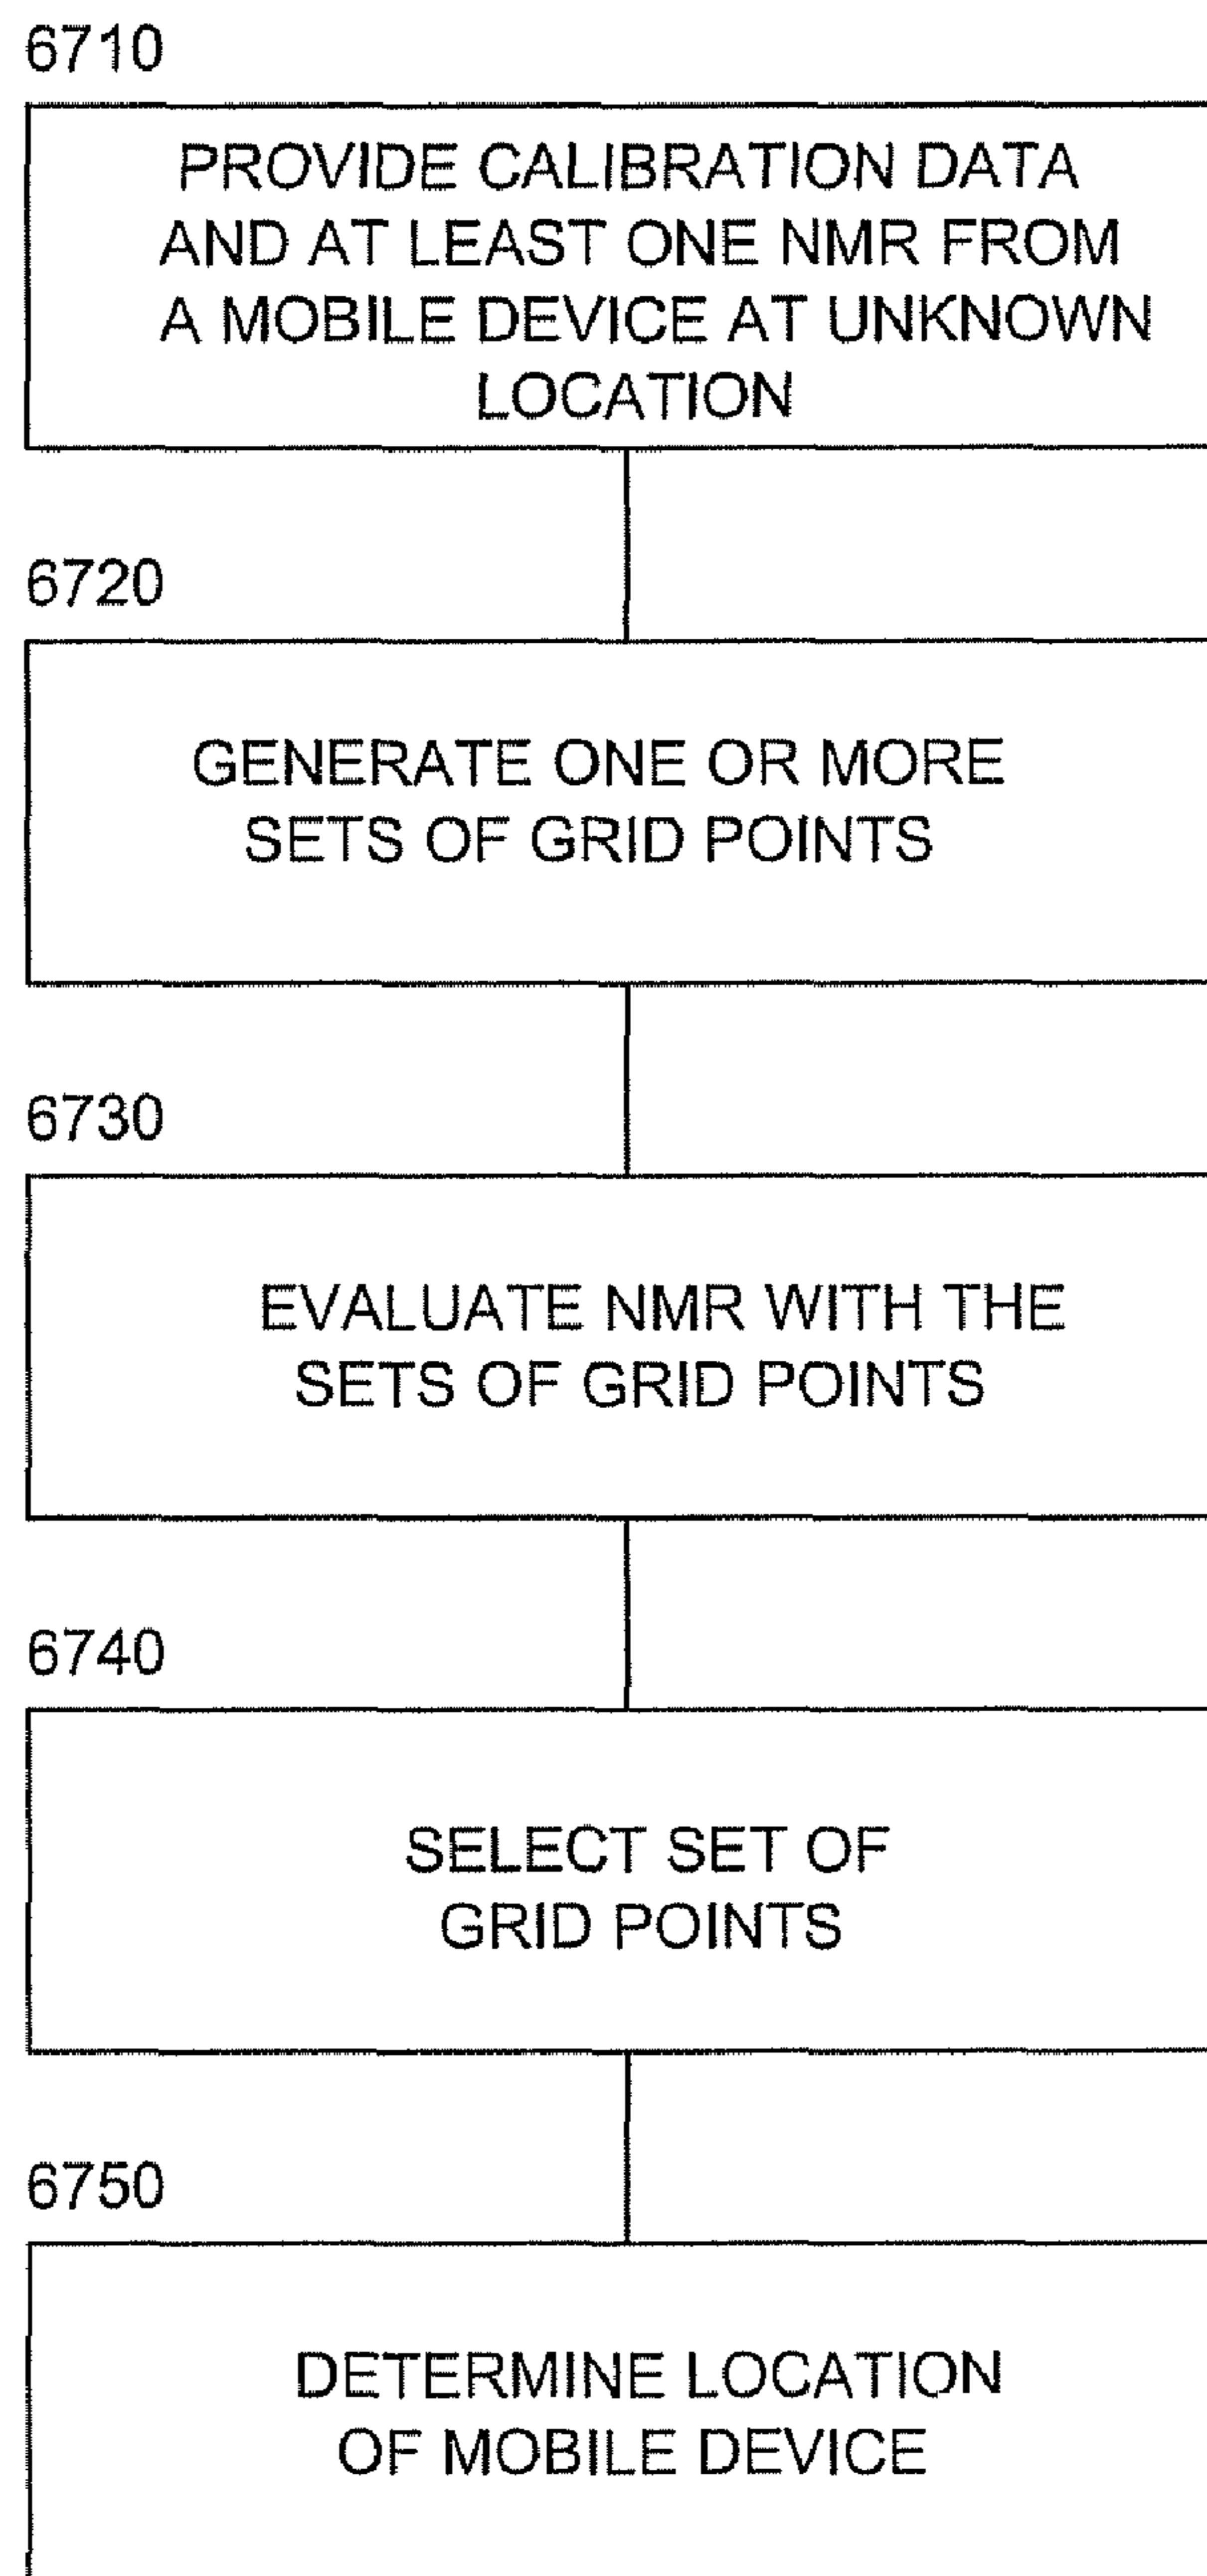 6710
PROVIDE CALIBRATION DATA
AND AT LEAST ONE NMR FROM
A MOBILE DEVICE AT UNKNOWN
LOCATION
6720
GENERATE ONE OR MORE
SETS OF GRID POINTS
6730
EVALUATE NMR WITH THE
SETS OF GRID POINTS
6740
SELECT SET OF
GRID POINTS
6750
DETERMINE LOCATION
OF MOBILE DEVICE